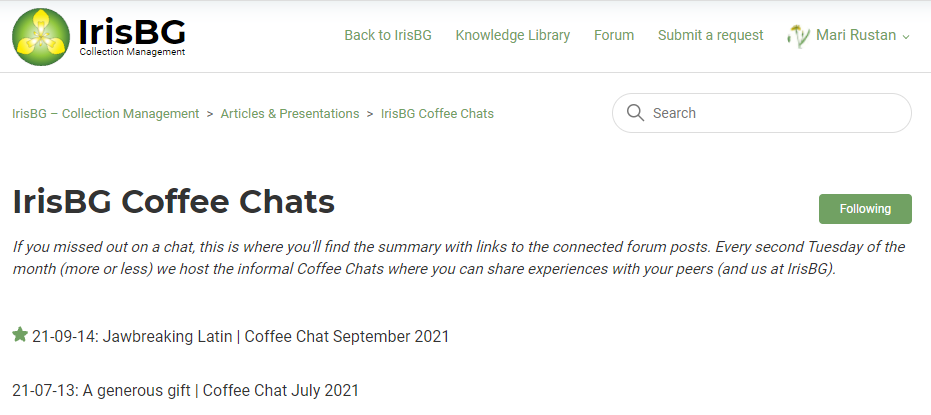 IrisBG
Collection Management
Back to IrisBG Knowledge Library Forum Submit a request Mari Rustan
IrisBG – Collection Management > Articles & Presentations > IrisBG Coffee Chats
Search
IrisBG Coffee Chats
Following
If you missed out on a chat, this is where you'll find the summary with links to the connected forum posts. Every second Tuesday of the
month (more or less) we host the informal Coffee Chats where you can share experiences with your peers (and us at IrisBG).
21-09-14: Jawbreaking Latin | Coffee Chat September 2021
21-07-13: A generous gift | Coffee Chat July 2021